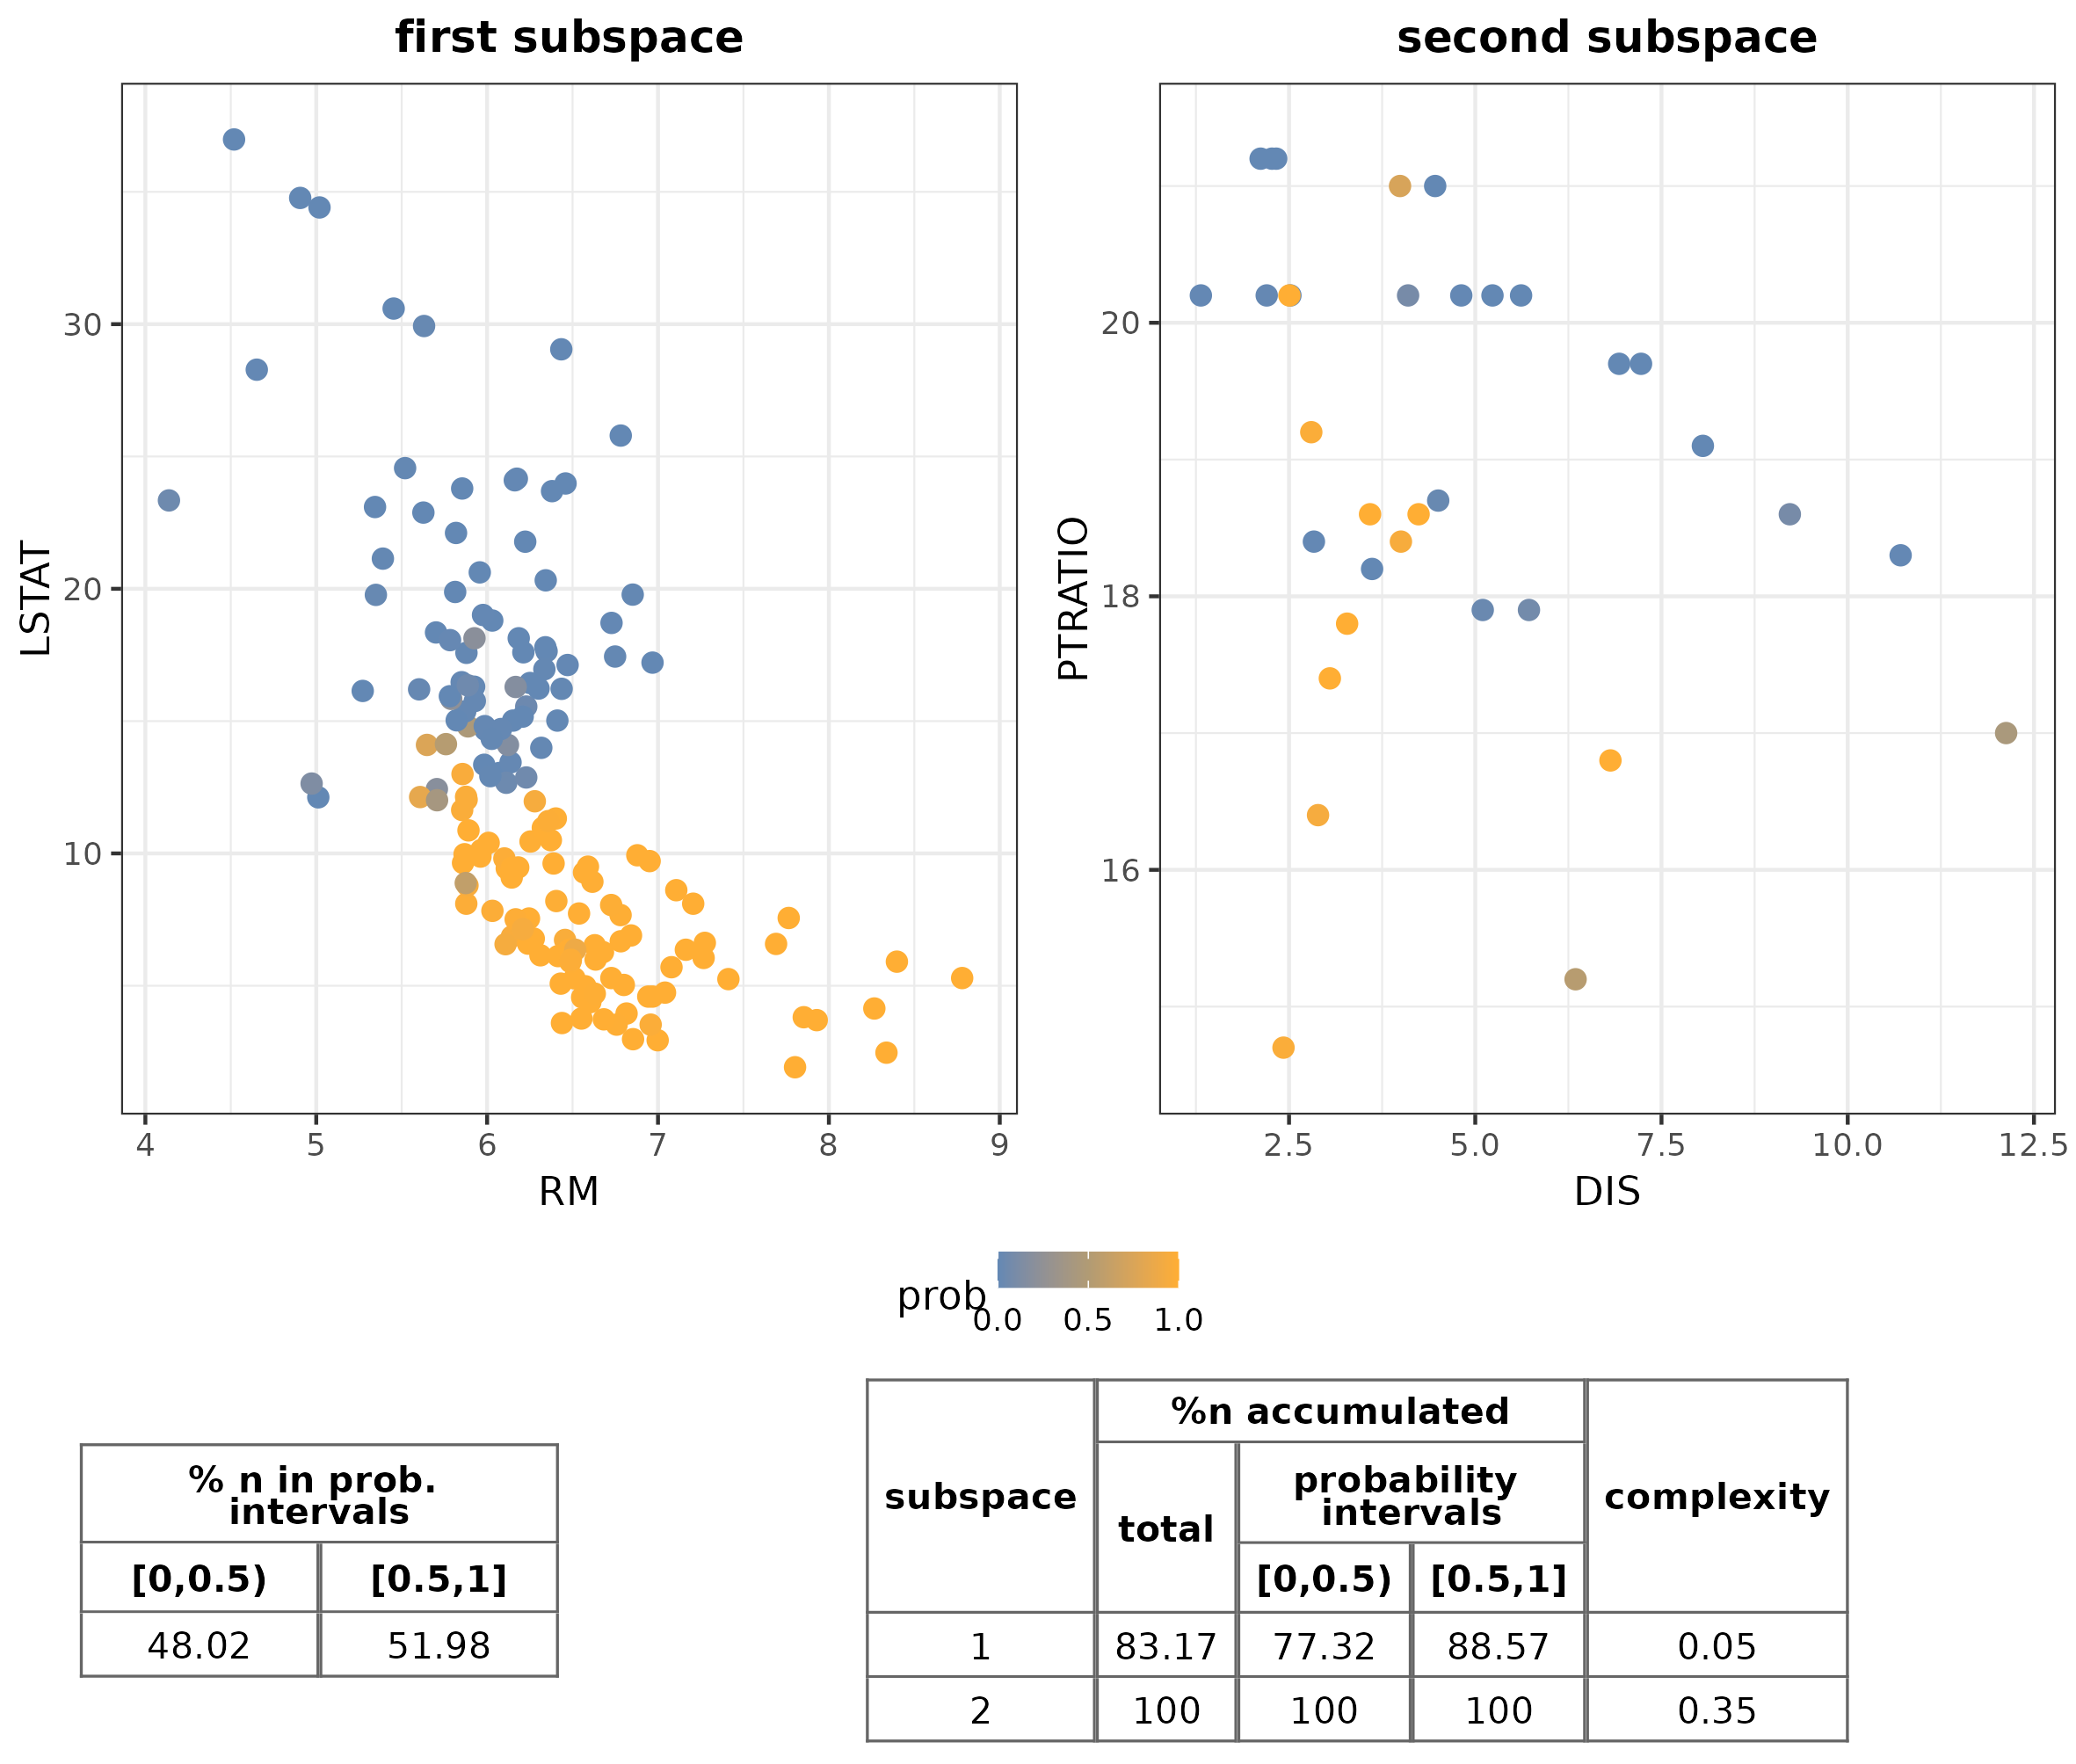 first subspace
second subspace
LSTAT
30
20
10
4 5 6 7 8 9
RM
PTRATIO
20
18
16
2.5 5.0 7.5 10.0 12.5
DIS
prob
0.0 0.5 1.0
% n in prob.
intervals
[0,0.5) [0.5,1]
48.02 51.98
%n accumulated
subspace
total
probability
intervals
complexity
[0,0.5) [0.5,1]
1 83.17 77.32 88.57 0.05
2 100 100 100 0.35